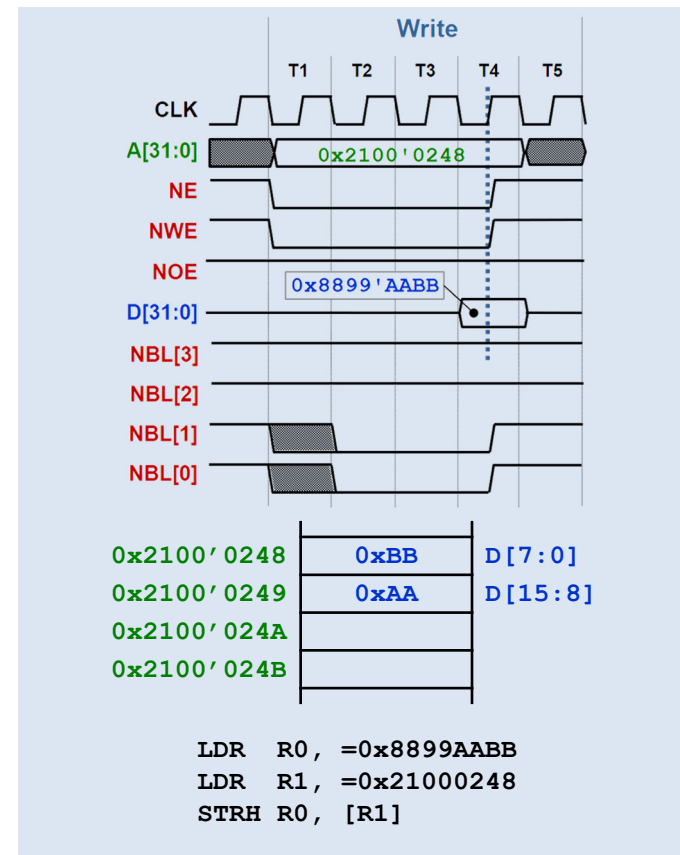 Write
T1 T2 T3 T4 T5
CLK
A[31:0] 0x2100'0248
NE
NWE
NOE
0x8899'AABB
D[31:0]
NBL[3]
NBL[2]
NBL[1]
NBL[0]
0x2100'0248 0xBB D[7:0]
0x2100'0249 0xAA D[15:8]
0x2100'024A
0x2100'024B
LDR R0, =0x8899AABB
LDR R1, =0x21000248
STRH R0, [R1]